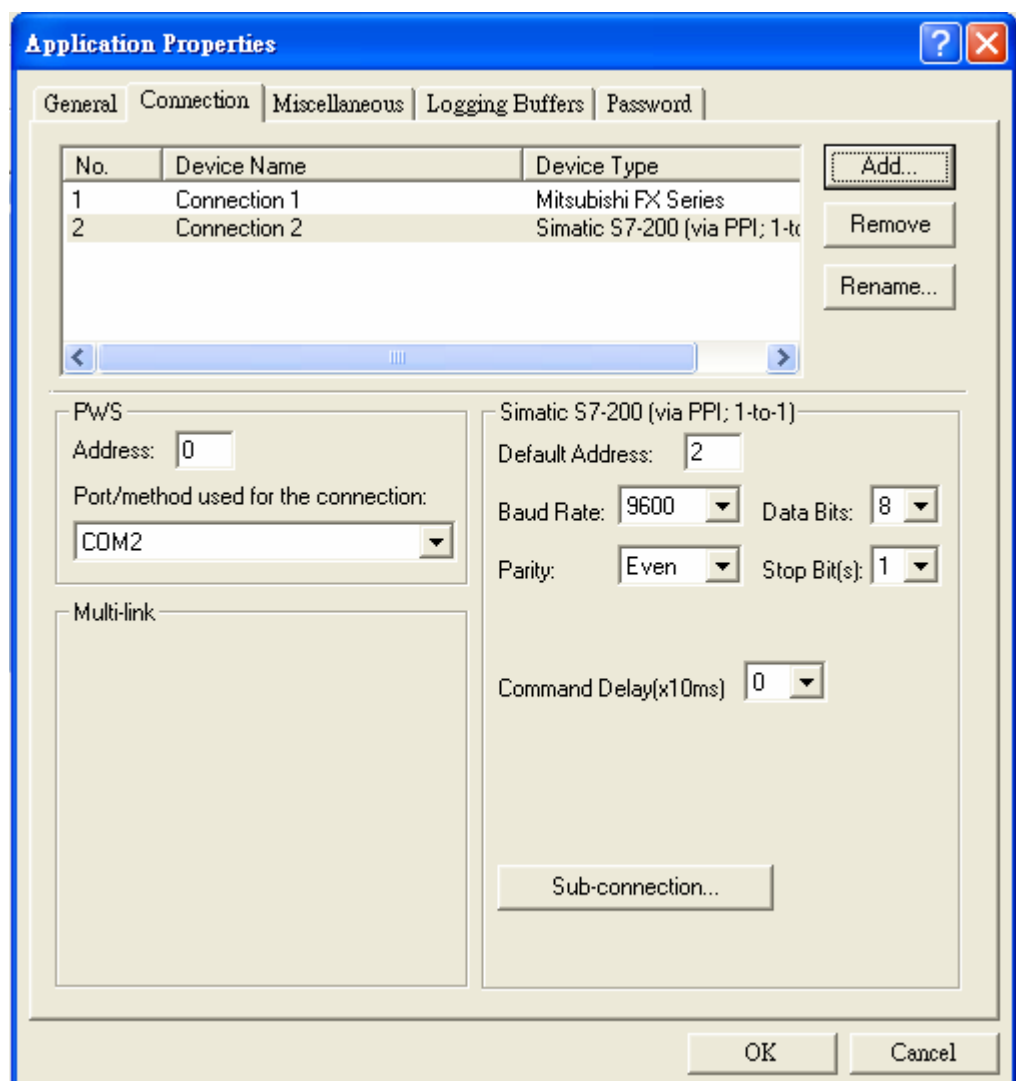 Application Properties
General Connection Miscellaneous Logging Buffers Password
No. Device Name Device Type
1 Connection 1 Mitsubishi FX Series
2 Connection 2 Simatic S7-200 (via PPI; 1-to
Add...
Remove
Rename...
PWS
Address: 0
Port/method used for the connection:
COM2
Multi-link
Simatic S7-200 (via PPI; 1-to-1)
Default Address: 2
Baud Rate: 9600 Data Bits: 8
Parity: Even Stop Bit(s): 1
Command Delay(x10ms) 0
Sub-connection...
OK Cancel